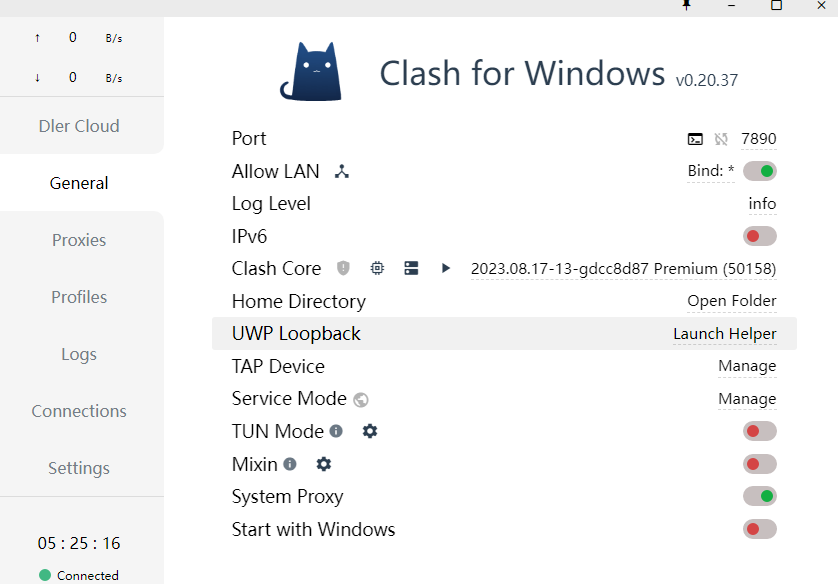 ↑ 0 B/s
↓ 0 B/s
Dler Cloud
General
Proxies
Profiles
Logs
Connections
Settings
05 : 25 : 16
Connected
Clash for Windows v0.20.37
Port 7890
Allow LAN Bind: *
Log Level info
IPv6
Clash Core 2023.08.17-13-gdcc8d87 Premium (50158)
Home Directory Open Folder
UWP Loopback Launch Helper
TAP Device Manage
Service Mode Manage
TUN Mode
Mixin
System Proxy
Start with Windows